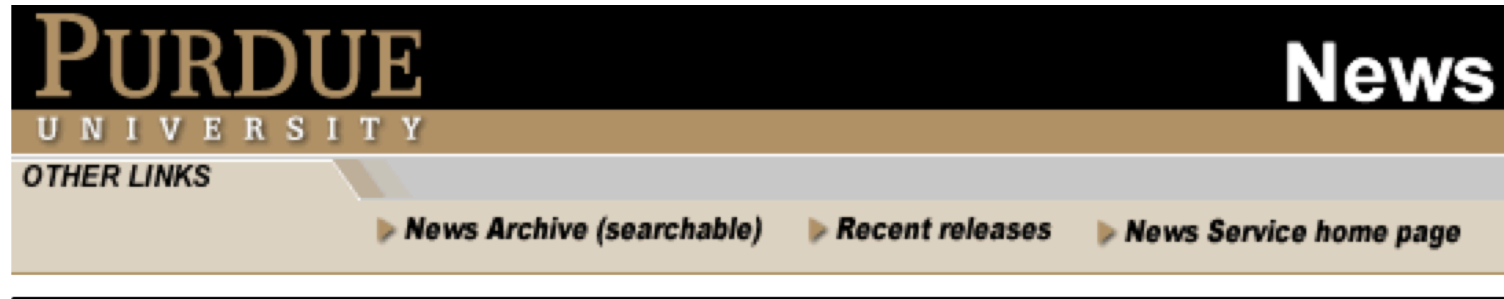 PURDUE
UNIVERSITY
News
OTHER LINKS
News Archive (searchable) Recent releases News Service home page